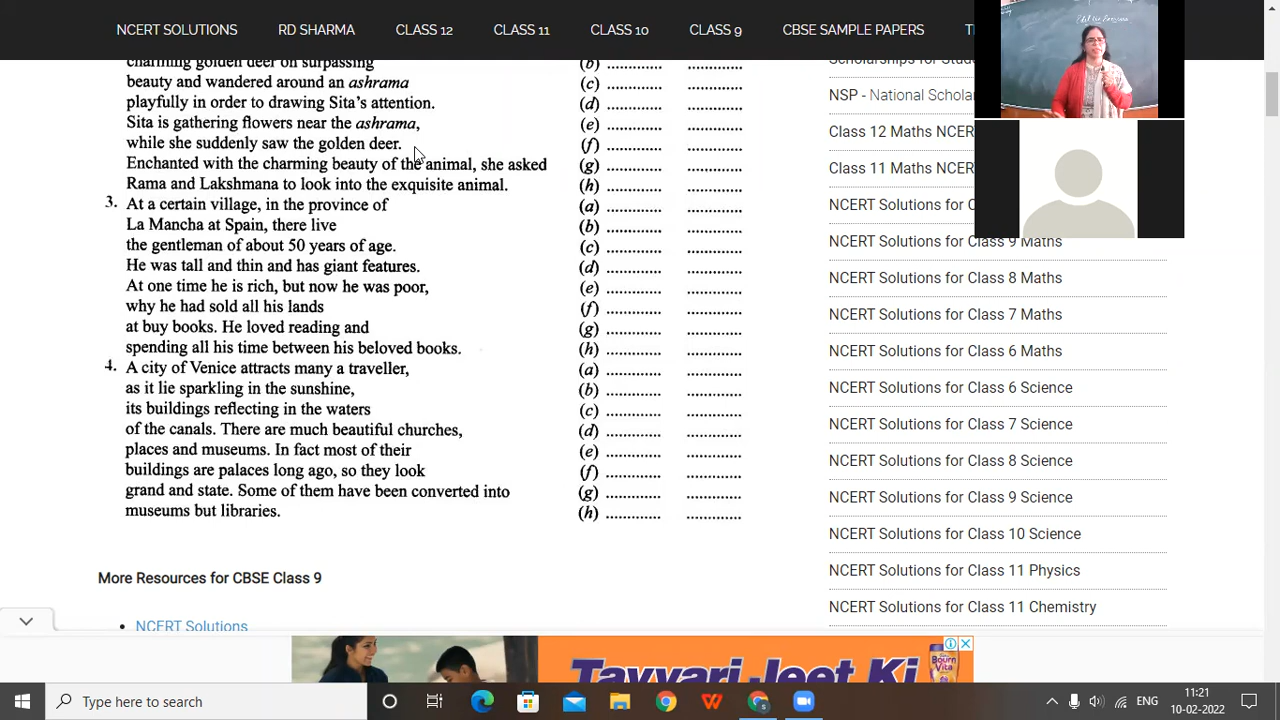 NCERT SOLUTIONS RD SHARMA CLASS 12 CLASS 11 CLASS 10 CLASS 9 CBSE SAMPLE PAPERS
charming golden deer on surpassing (b) ............ ............
beauty and wandered around an ashrama (c) ............ ............
playfully in order to drawing Sita's attention. (d) ............ ............
Sita is gathering flowers near the ashrama, (e) ............ ............
while she suddenly saw the golden deer. (f) ............ ............
Enchanted with the charming beauty of the animal, she asked (g) ............ ............
Rama and Lakshmana to look into the exquisite animal. (h) ............ ............
3. At a certain village, in the province of (a) ............ ............
La Mancha at Spain, there live (b) ............ ............
the gentleman of about 50 years of age. (c) ............ ............
He was tall and thin and has giant features. (d) ............ ............
At one time he is rich, but now he was poor, (e) ............ ............
why he had sold all his lands (f) ............ ............
at buy books. He loved reading and (g) ............ ............
spending all his time between his beloved books. (h) ............ ............
4. A city of Venice attracts many a traveller, (a) ............ ............
as it lie sparkling in the sunshine, (b) ............ ............
its buildings reflecting in the waters (c) ............ ............
of the canals. There are much beautiful churches, (d) ............ ............
places and museums. In fact most of their (e) ............ ............
buildings are palaces long ago, so they look (f) ............ ............
grand and state. Some of them have been converted into (g) ............ ............
museums but libraries. (h) ............ ............
More Resources for CBSE Class 9
• NCERT Solutions
Scholarships for
NSP - National
Class 12 Maths
Class 11 Maths
NCERT Solutions for
NCERT Solutions for Class 9 Maths
NCERT Solutions for Class 8 Maths
NCERT Solutions for Class 7 Maths
NCERT Solutions for Class 6 Maths
NCERT Solutions for Class 6 Science
NCERT Solutions for Class 7 Science
NCERT Solutions for Class 8 Science
NCERT Solutions for Class 9 Science
NCERT Solutions for Class 10 Science
NCERT Solutions for Class 11 Physics
NCERT Solutions for Class 11 Chemistry
Tayyari Jeet Ki
Bourn
Vita
Type here to search
ENG
11:21
10-02-2022